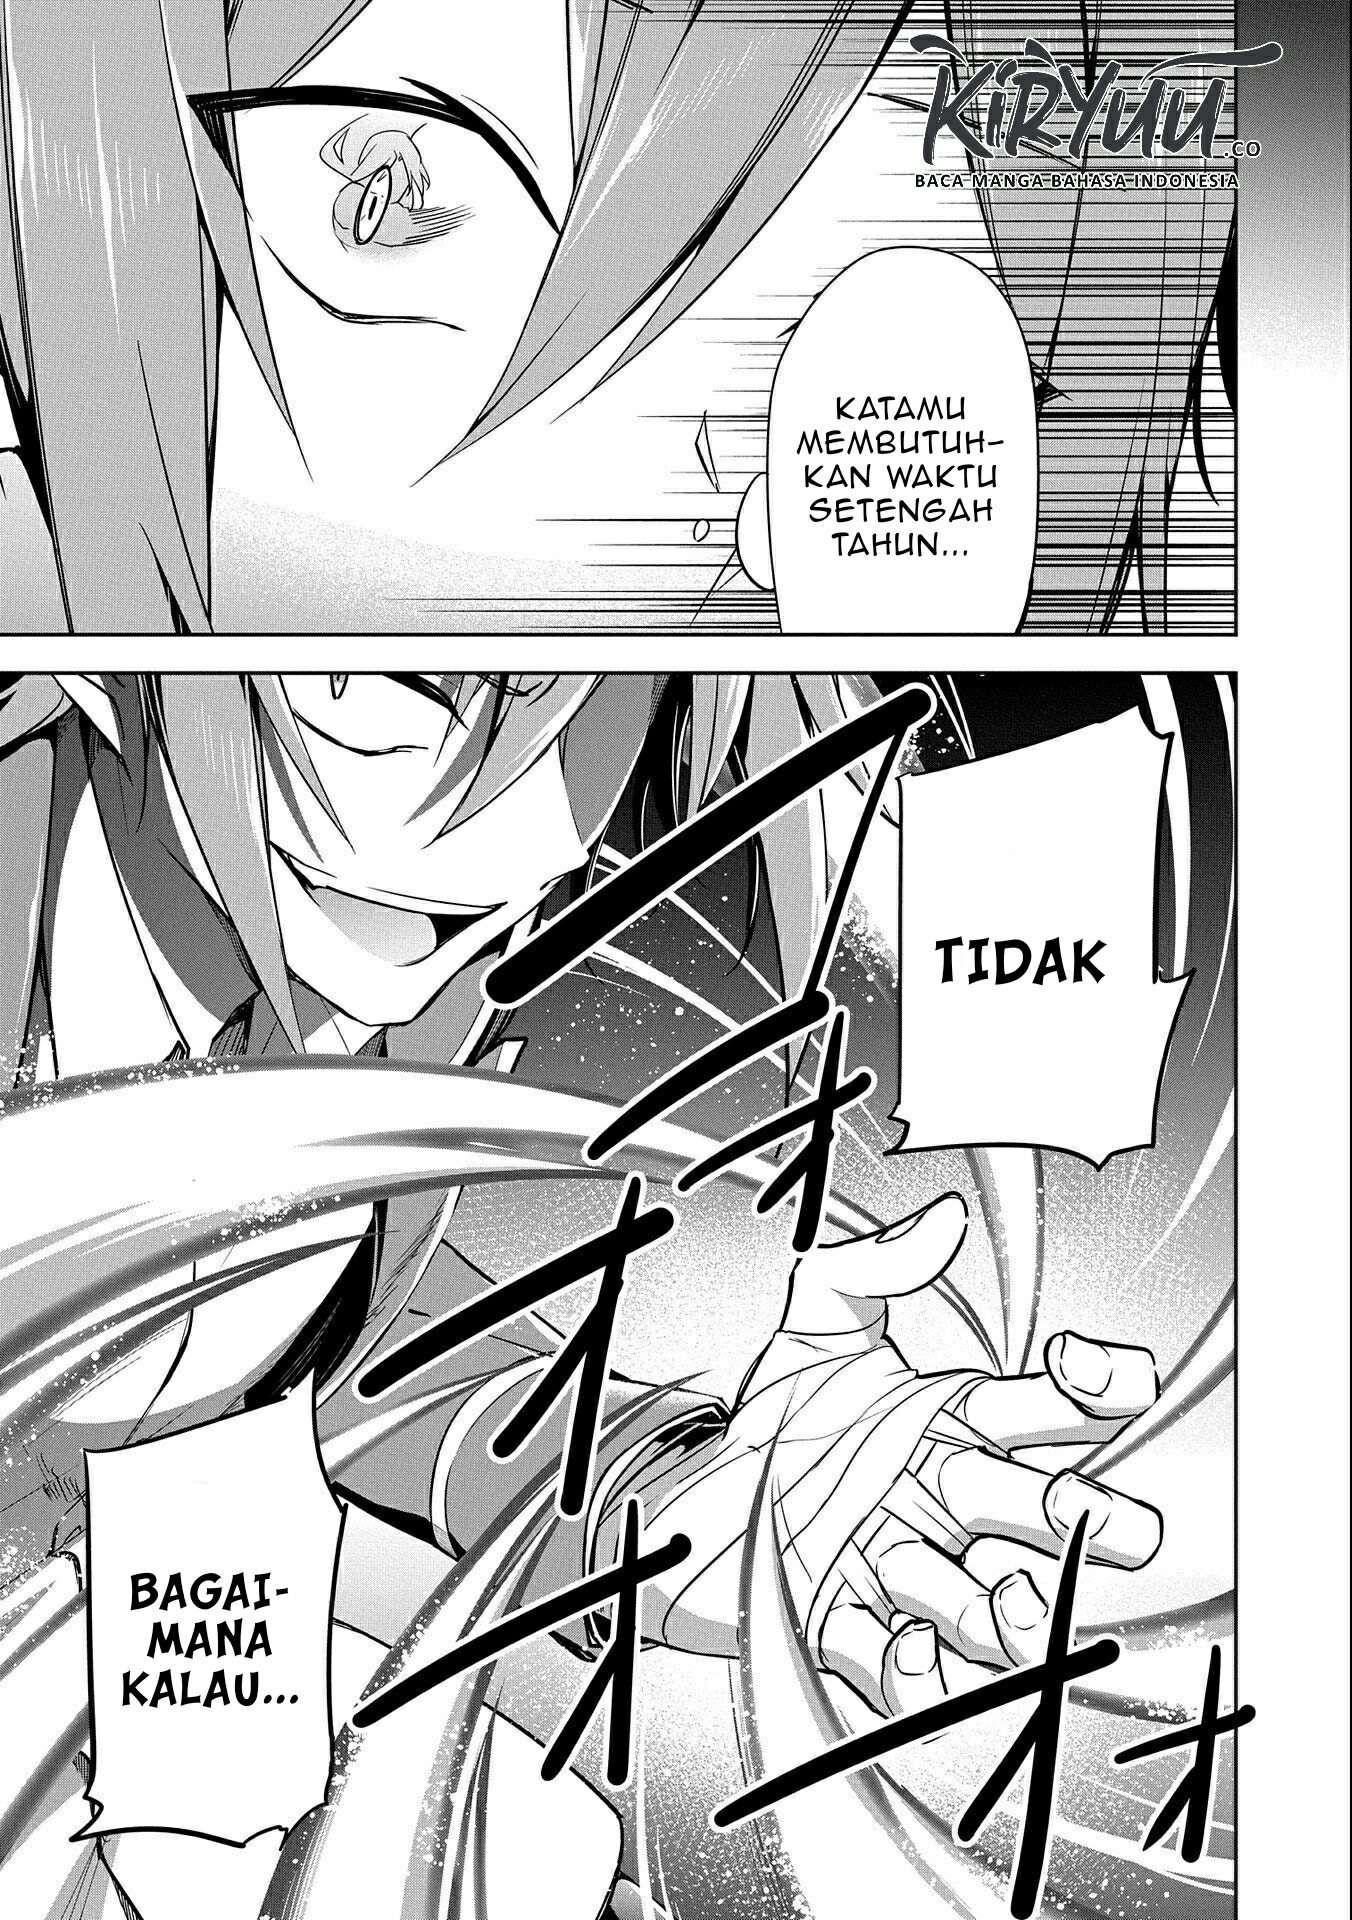 KiRYUU.CO
BACA MANGA BAHASA INDONESIA
KATAMU
MEMBUTUH-
KAN WAKTU
SETENGAH
TAHUN...
TIDAK
BAGAI-
MANA
KALAU...